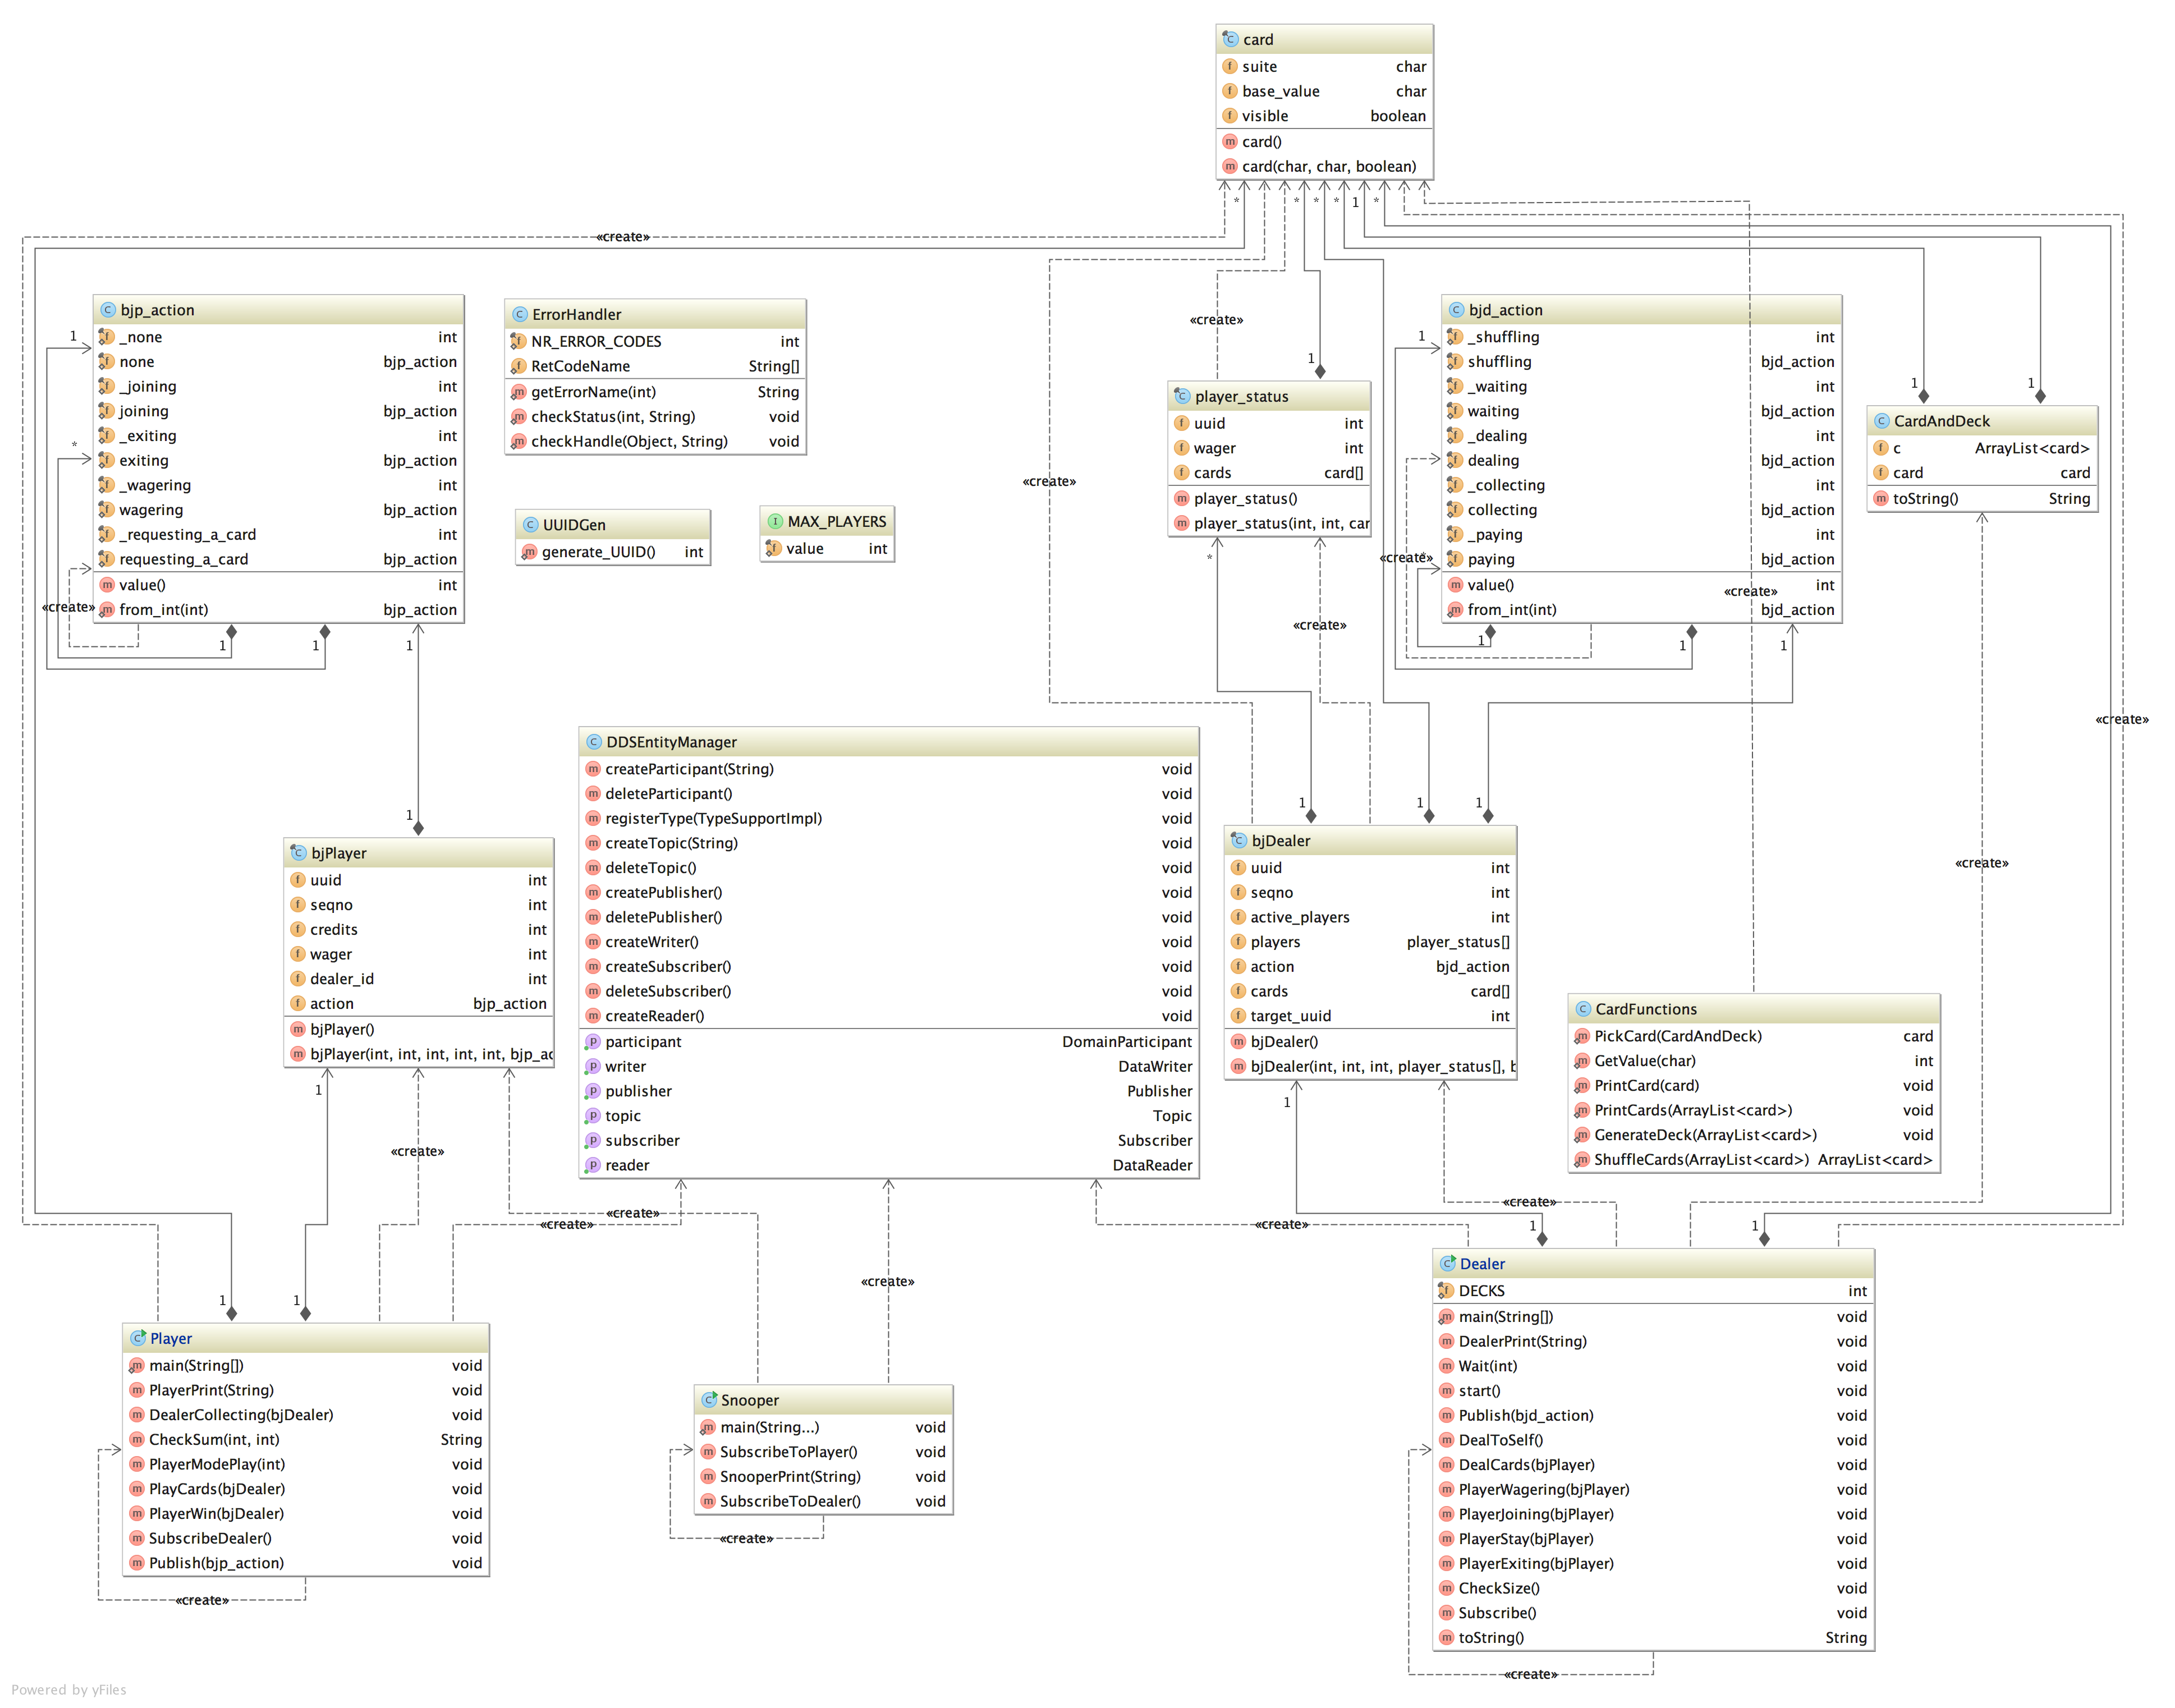 card
suite char
base_value char
visible boolean
card()
card(char, char, boolean)
* * * * 1 *
«create»
bjp_action
_none int
none bjp_action
_joining int
joining bjp_action
_exiting int
exiting bjp_action
_wagering int
wagering bjp_action
_requesting_a_card int
requesting_a_card bjp_action
value() int
from_int(int) bjp_action
1
*
«create»
1 1 1
ErrorHandler
NR_ERROR_CODES int
RetCodeName String[]
getErrorName(int) String
checkStatus(int, String) void
checkHandle(Object, String) void
UUIDGen
generate_UUID() int
MAX_PLAYERS
value int
«create»
«create»
1
player_status
uuid int
wager int
cards card[]
player_status()
player_status(int, int, car
*
«create»
bjd_action
_shuffling int
shuffling bjd_action
_waiting int
waiting bjd_action
_dealing int
dealing bjd_action
_collecting int
collecting bjd_action
_paying int
paying bjd_action
value() int
from_int(int) bjd_action
1
«create»
*
«create»
1 1 1
1 1
CardAndDeck
c ArrayList<card>
card card
toString() String
«create»
«create»
DDSEntityManager
createParticipant(String) void
deleteParticipant() void
registerType(TypeSupportImpl) void
createTopic(String) void
deleteTopic() void
createPublisher() void
deletePublisher() void
createWriter() void
createSubscriber() void
deleteSubscriber() void
createReader() void
participant DomainParticipant
writer DataWriter
publisher Publisher
topic Topic
subscriber Subscriber
reader DataReader
1
bjPlayer
uuid int
seqno int
credits int
wager int
dealer_id int
action bjp_action
bjPlayer()
bjPlayer(int, int, int, int, int, bjp_ac
1
«create»
«create»
«create»
1 1 1
bjDealer
uuid int
seqno int
active_players int
players player_status[]
action bjd_action
cards card[]
target_uuid int
bjDealer()
bjDealer(int, int, int, player_status[], b
1
CardFunctions
PickCard(CardAndDeck) card
GetValue(char) int
PrintCard(card) void
PrintCards(ArrayList<card>) void
GenerateDeck(ArrayList<card>) void
ShuffleCards(ArrayList<card>) ArrayList<card>
«create»
«create»
«create»
1 1
Player
main(String[]) void
PlayerPrint(String) void
DealerCollecting(bjDealer) void
CheckSum(int, int) String
PlayerModePlay(int) void
PlayCards(bjDealer) void
PlayerWin(bjDealer) void
SubscribeDealer() void
Publish(bjp_action) void
«create»
Snooper
main(String...) void
SubscribeToPlayer() void
SnooperPrint(String) void
SubscribeToDealer() void
«create»
1 1
Dealer
DECKS int
main(String[]) void
DealerPrint(String) void
Wait(int) void
start() void
Publish(bjd_action) void
DealToSelf() void
DealCards(bjPlayer) void
PlayerWagering(bjPlayer) void
PlayerJoining(bjPlayer) void
PlayerStay(bjPlayer) void
PlayerExiting(bjPlayer) void
CheckSize() void
Subscribe() void
toString() String
«create»
Powered by yFiles